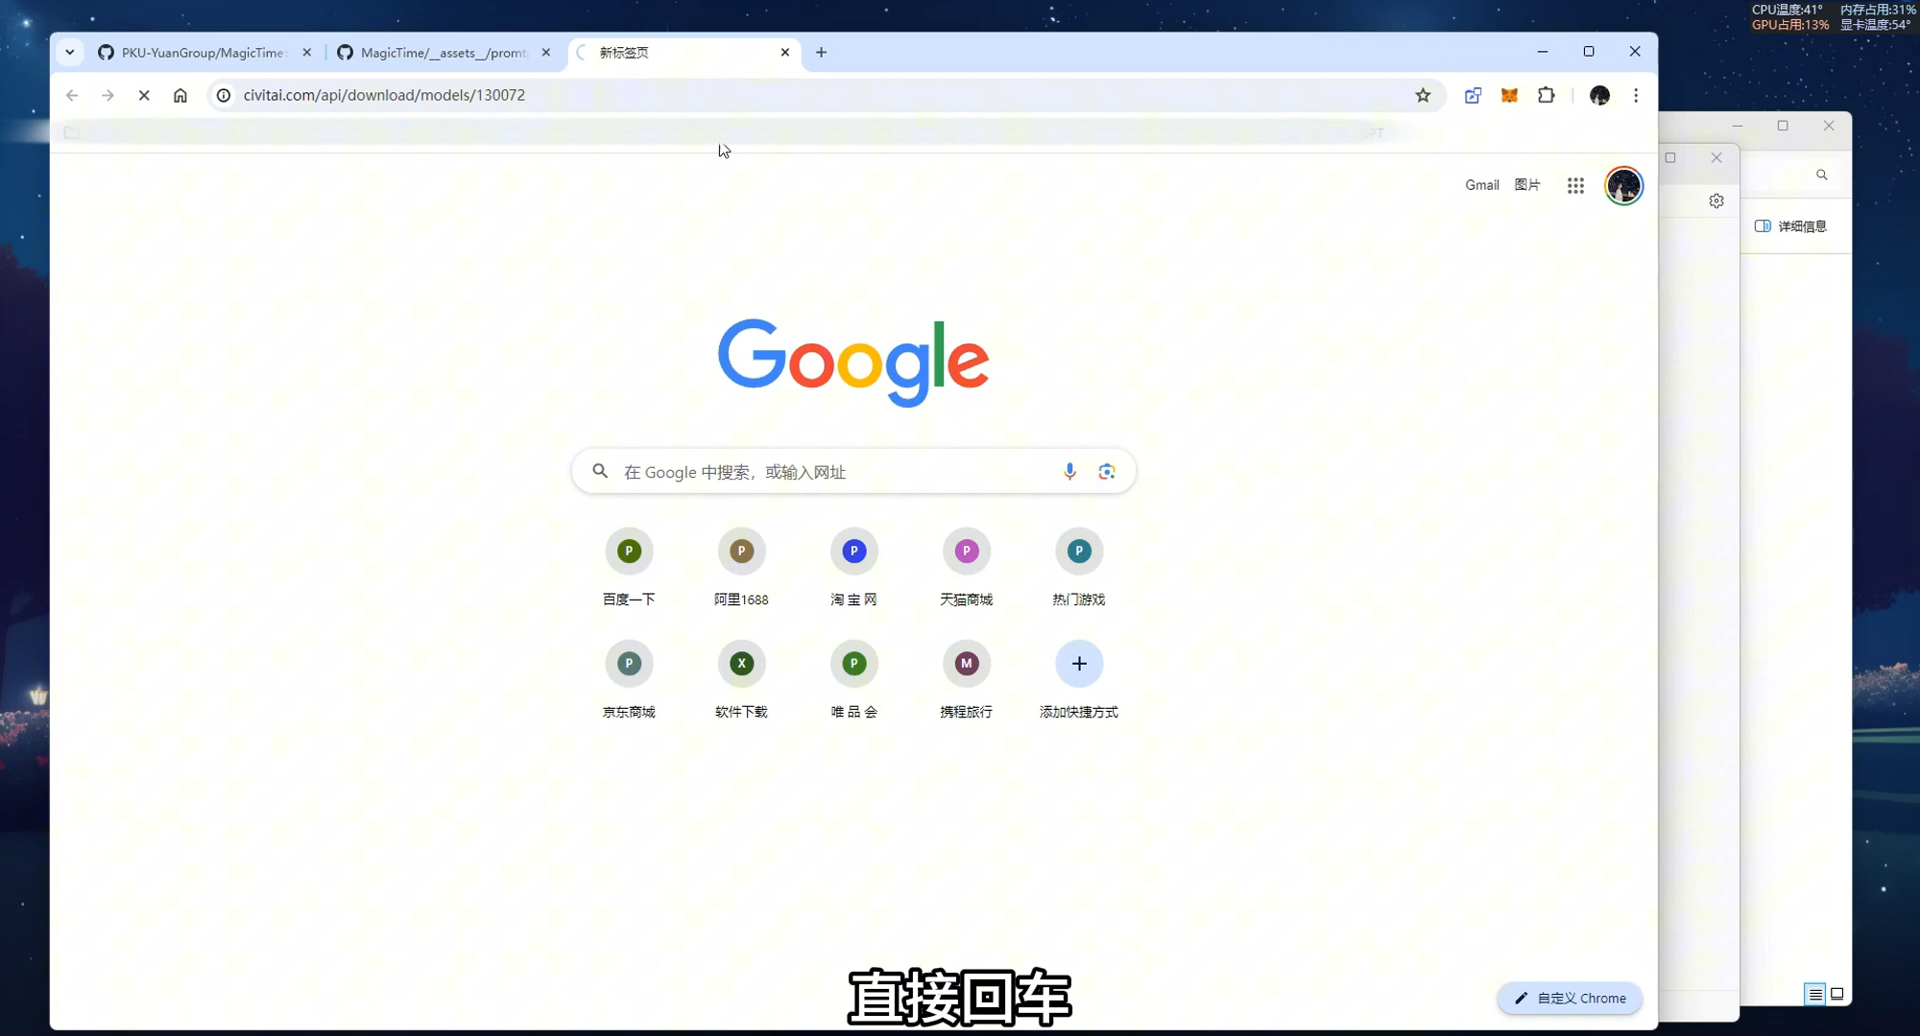 CPU温度:41° 内存占用:31%
GPU占用:13% 显卡温度:54°
PKU-YuanGroup/MagicTime
MagicTime/__assets__/promt
新标签页
civitai.com/api/download/models/130072
Gmail 图片
详细信息
Google
在 Google 中搜索，或输入网址
P P P P P
百度一下 阿里1688 淘 宝 网 天猫商城 热门游戏
P X P M
京东商城 软件下载 唯 品 会 携程旅行 添加快捷方式
自定义 Chrome
直接回车